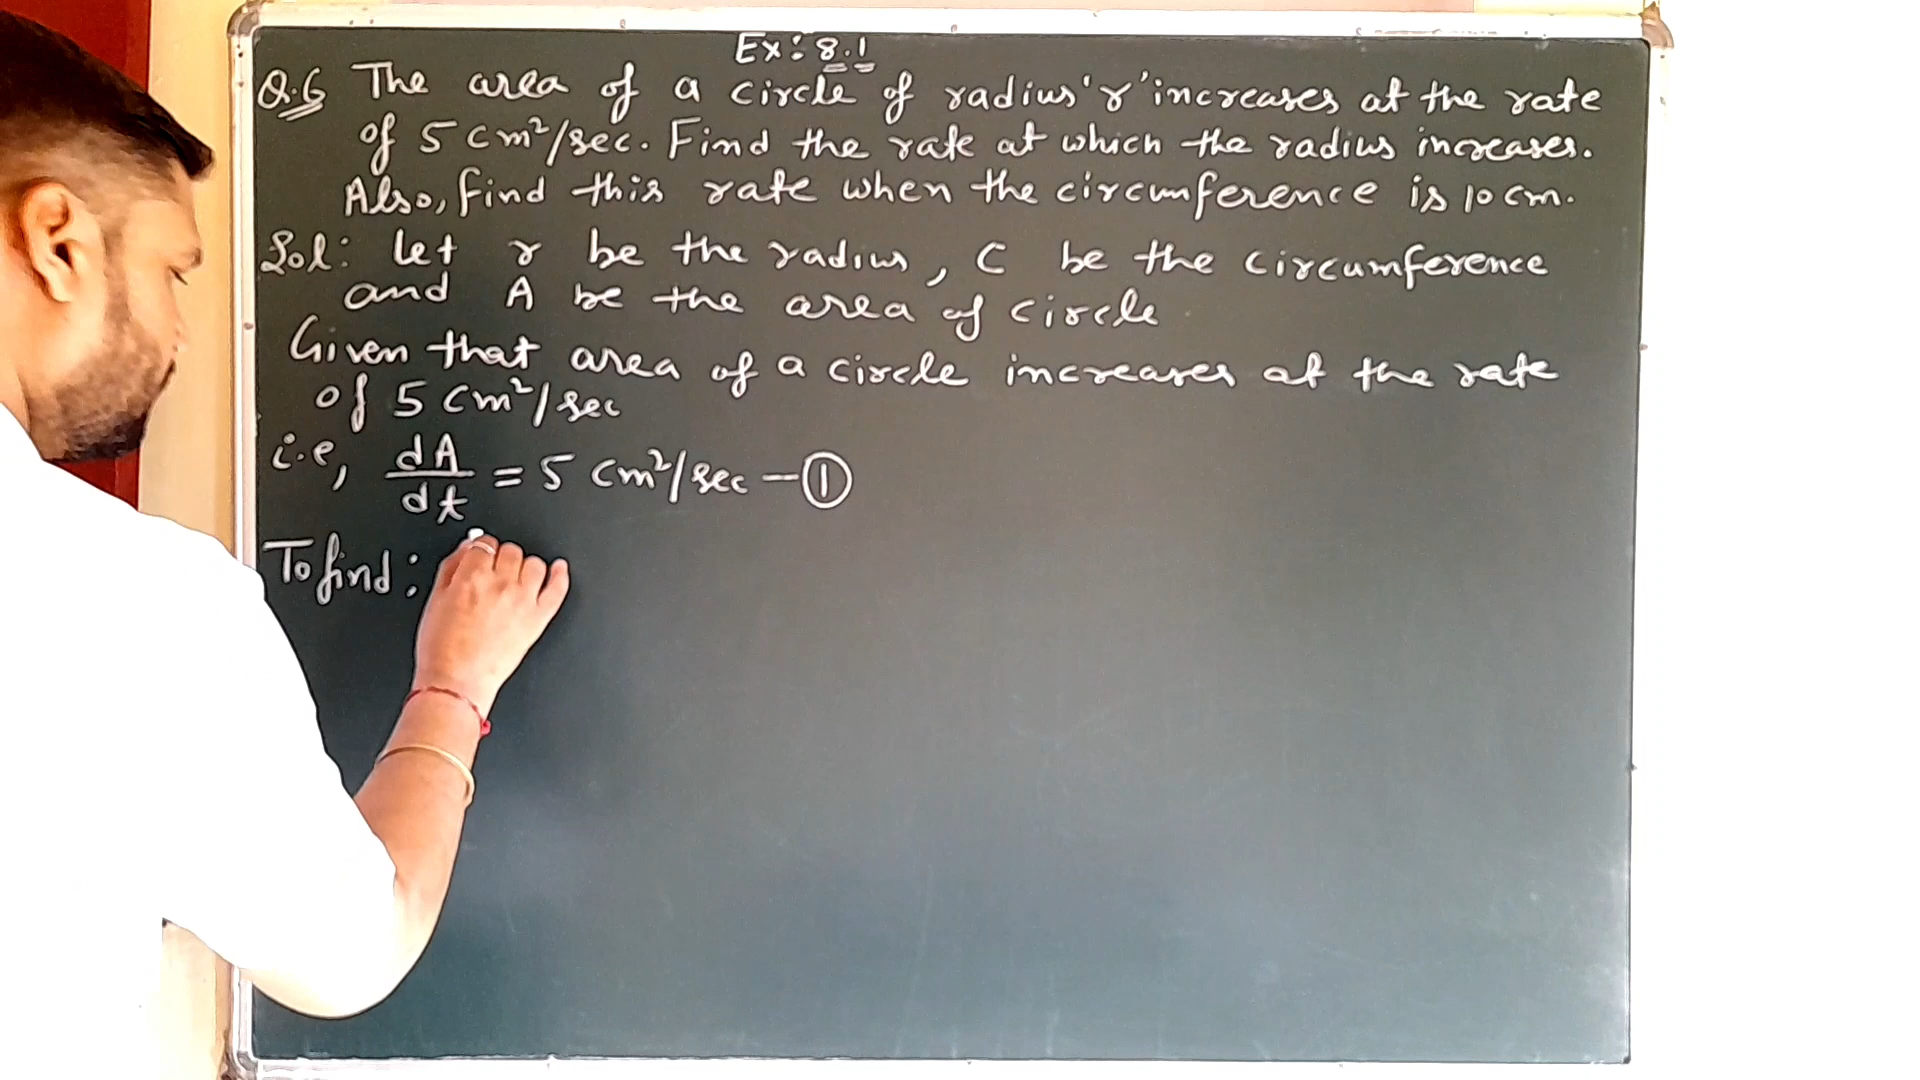 Ex: 8.1
Q.6 The area of a circle of radius 'r' increases at the rate
of 5 cm²/sec. Find the rate at which the radius increases.
Also, find this rate when the circumference is 10 cm.
Sol: Let r be the radius, C be the circumference
and A be the area of circle
Given that area of a circle increases at the rate
of 5 cm²/sec
i.e, dA/dt = 5 cm²/sec — ①
To find: